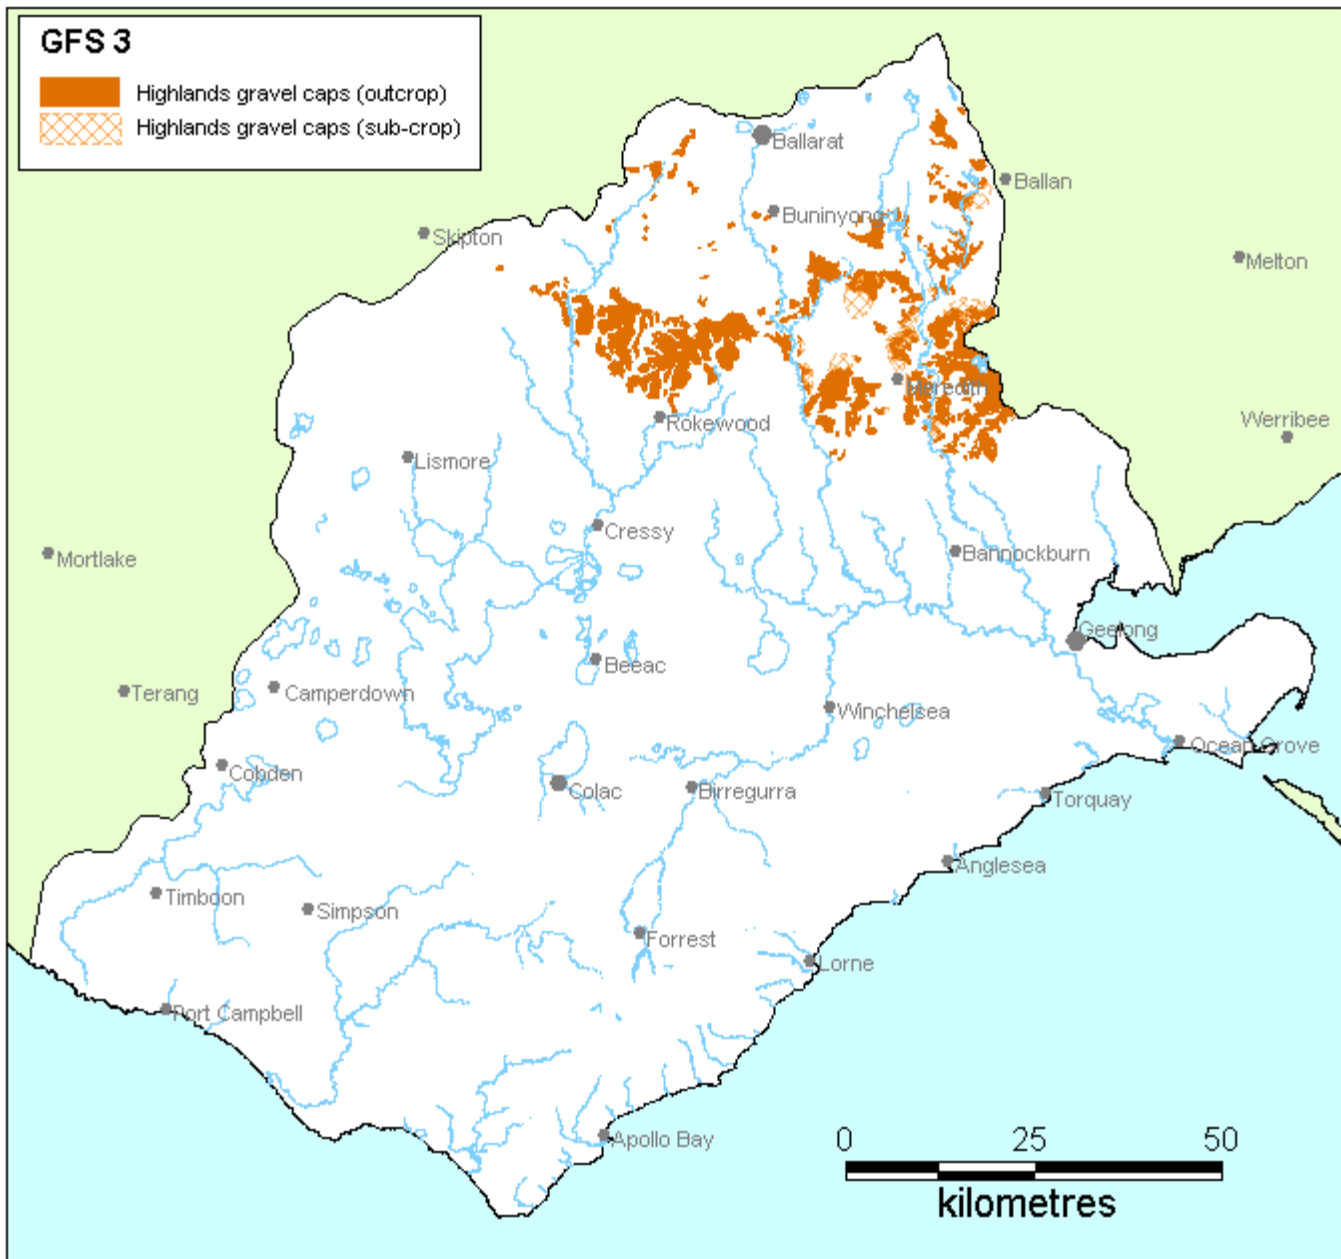 GFS 3
Highlands gravel caps (outcrop)
Highlands gravel caps (sub-crop)
Ballarat
Ballan
Buninyong
Skipton
Melton
Meredith
Rokewood
Werribee
Lismore
Cressy
Mortlake
Bannockburn
Geelong
Beeac
Terang
Camperdown
Winchelsea
Ocean Grove
Cobden
Colac
Birregurra
Torquay
Anglesea
Timboon
Simpson
Forrest
Lorne
Port Campbell
Apollo Bay
0 25 50
kilometres